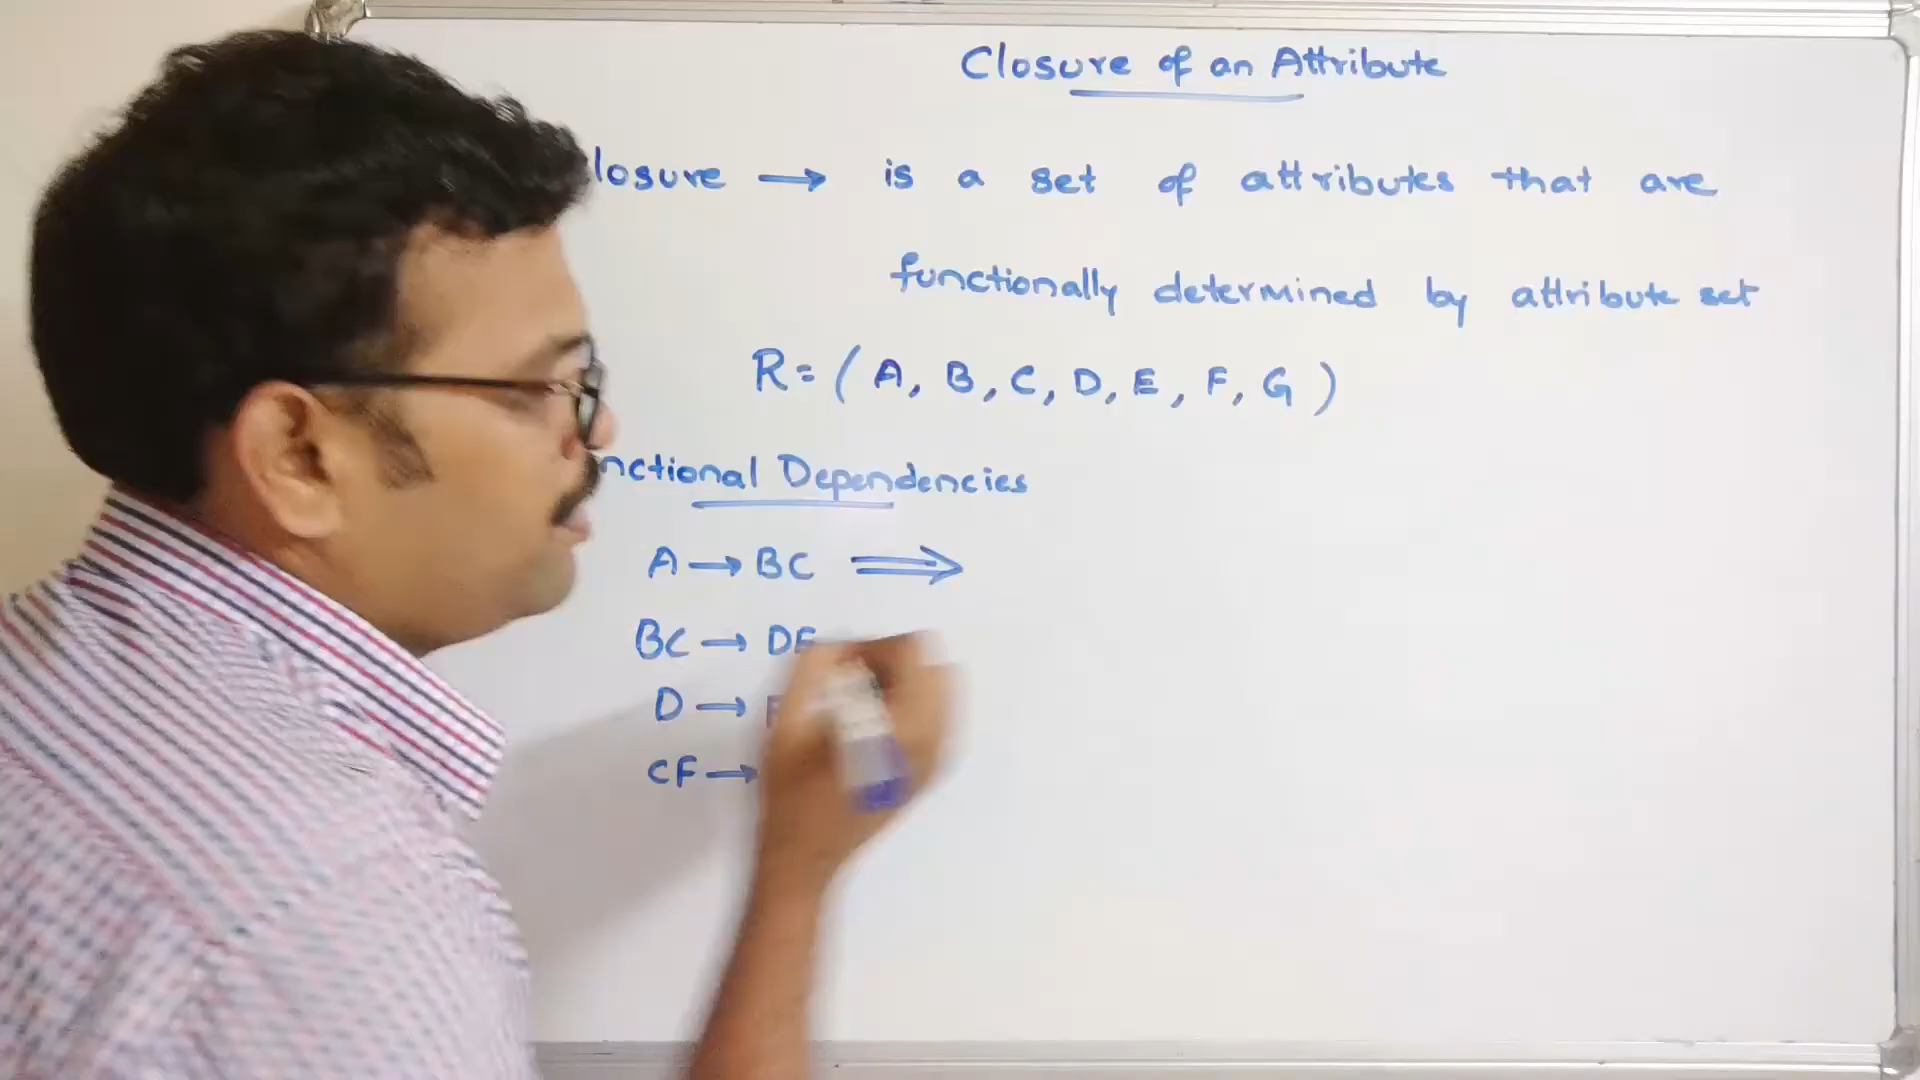 Closure of an Attribute
losure → is a set of attributes that are
functionally determined by attribute set
R = ( A, B, C, D, E, F, G )
nctional Dependencies
A → BC ⟹
BC → DE
D → F
CF →